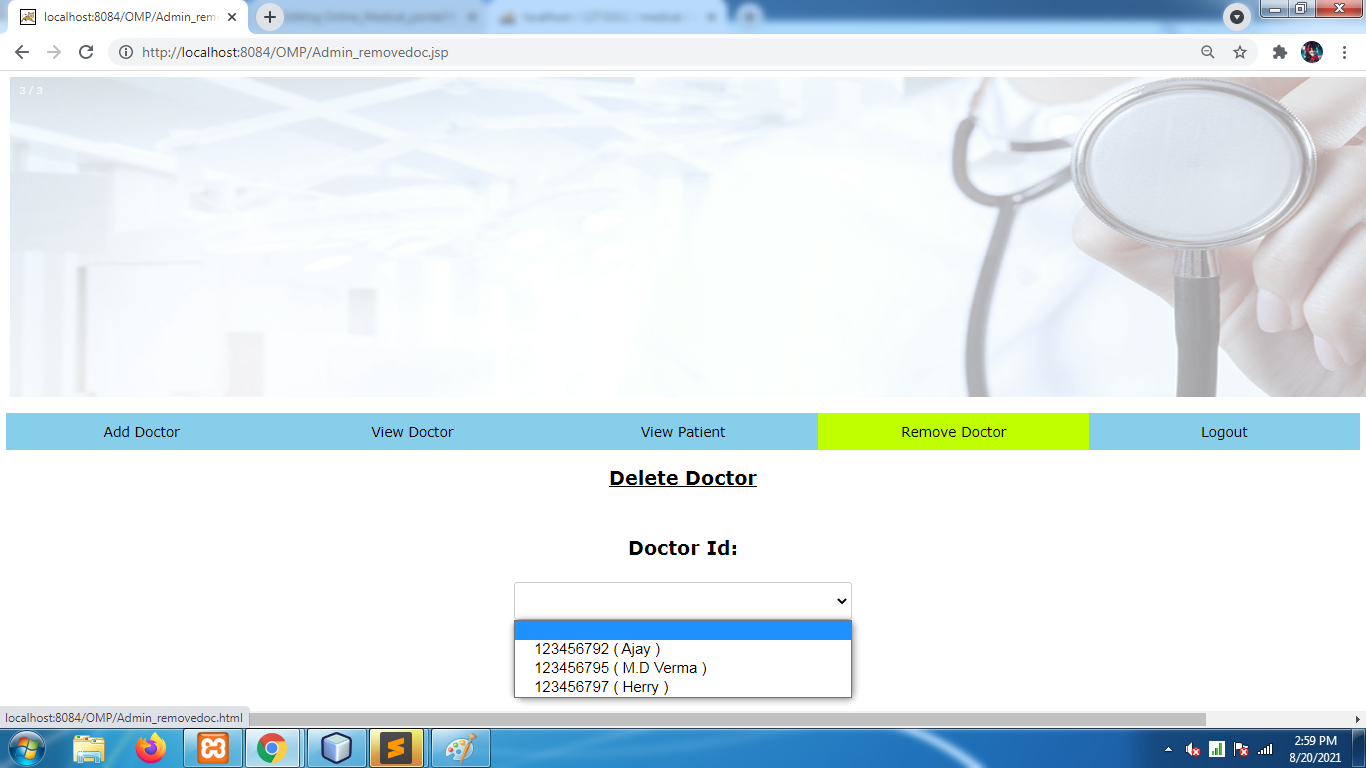 localhost:8084/OMP/Admin_remo
http://localhost:8084/OMP/Admin_removedoc.jsp
3 / 3
Add Doctor
View Doctor
View Patient
Remove Doctor
Logout
Delete Doctor
Doctor Id:
123456792 ( Ajay )
123456795 ( M.D Verma )
123456797 ( Herry )
localhost:8084/OMP/Admin_removedoc.html
2:59 PM
8/20/2021